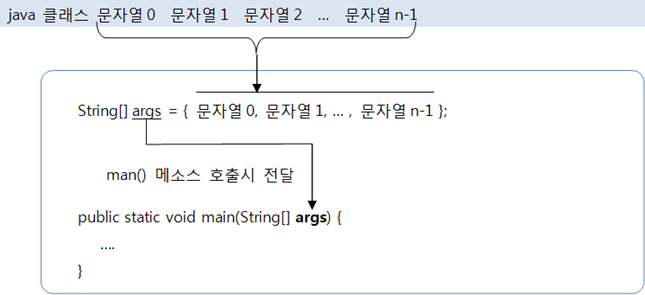 java 클래스 문자열 0 문자열 1 문자열 2 ... 문자열 n-1
String[] args = { 문자열 0, 문자열 1, ... , 문자열 n-1 };
man() 메소스 호출시 전달
public static void main(String[] args) {
....
}